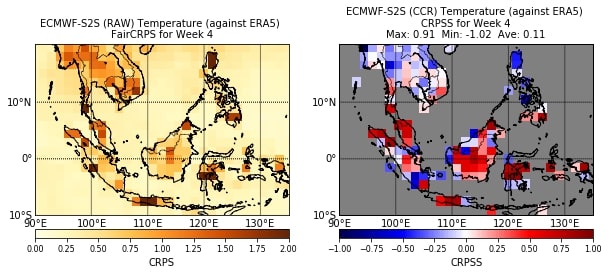 ECMWF-S2S (RAW) Temperature (against ERA5)
FairCRPS for Week 4
10°N
0°
10°S
90°E 100°E 110°E 120°E 130°E
0.00 0.25 0.50 0.75 1.00 1.25 1.50 1.75 2.00
CRPS
ECMWF-S2S (CCR) Temperature (against ERA5)
CRPSS for Week 4
Max: 0.91 Min: -1.02 Ave: 0.11
10°N
0°
10°S
90°E 100°E 110°E 120°E 130°E
−1.00 −0.75 −0.50 −0.25 0.00 0.25 0.50 0.75 1.00
CRPSS